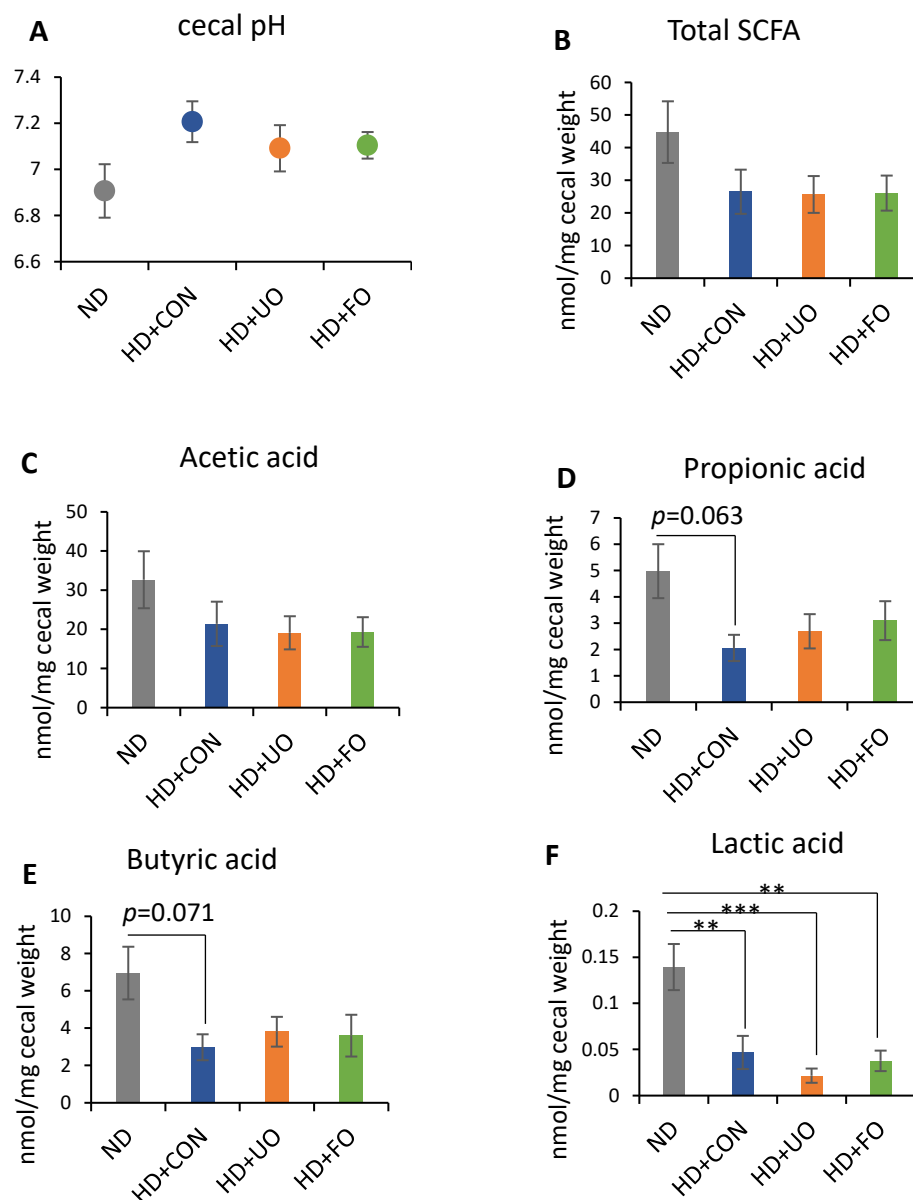 A
cecal pH
7.4
7.2
7
6.8
6.6
ND
HD+CON
HD+UO
HD+FO
B
Total SCFA
nmol/mg cecal weight
60
50
40
30
20
10
0
ND
HD+CON
HD+UO
HD+FO
C
Acetic acid
nmol/mg cecal weight
50
40
30
20
10
0
ND
HD+CON
HD+UO
HD+FO
D
Propionic acid
p=0.063
nmol/mg cecal weight
7
6
5
4
3
2
1
0
ND
HD+CON
HD+UO
HD+FO
E
Butyric acid
p=0.071
nmol/mg cecal weight
10
8
6
4
2
0
ND
HD+CON
HD+UO
HD+FO
F
Lactic acid
**
***
**
nmol/mg cecal weight
0.2
0.15
0.1
0.05
0
ND
HD+CON
HD+UO
HD+FO